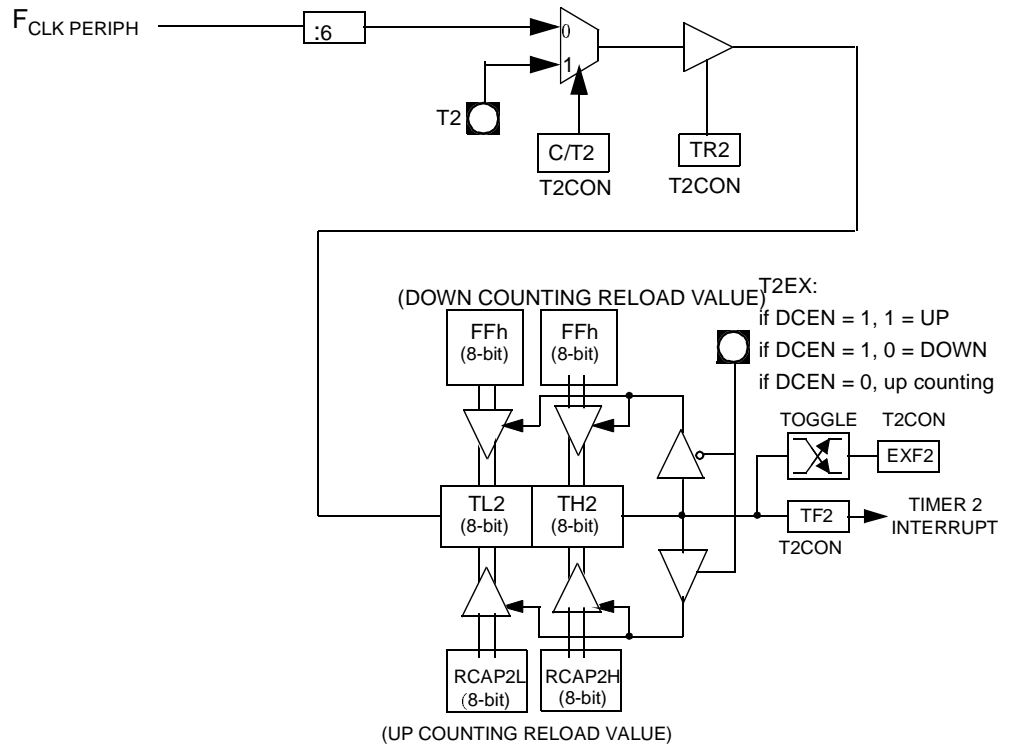 FCLK PERIPH
:6
0
1
T2
C/T2
TR2
T2CON
T2CON
(DOWN COUNTING RELOAD VALUE)
T2EX:
if DCEN = 1, 1 = UP
if DCEN = 1, 0 = DOWN
if DCEN = 0, up counting
FFh
(8-bit)
FFh
(8-bit)
TOGGLE
T2CON
EXF2
TL2
(8-bit)
TH2
(8-bit)
TF2
TIMER 2
INTERRUPT
T2CON
RCAP2L
(8-bit)
RCAP2H
(8-bit)
(UP COUNTING RELOAD VALUE)